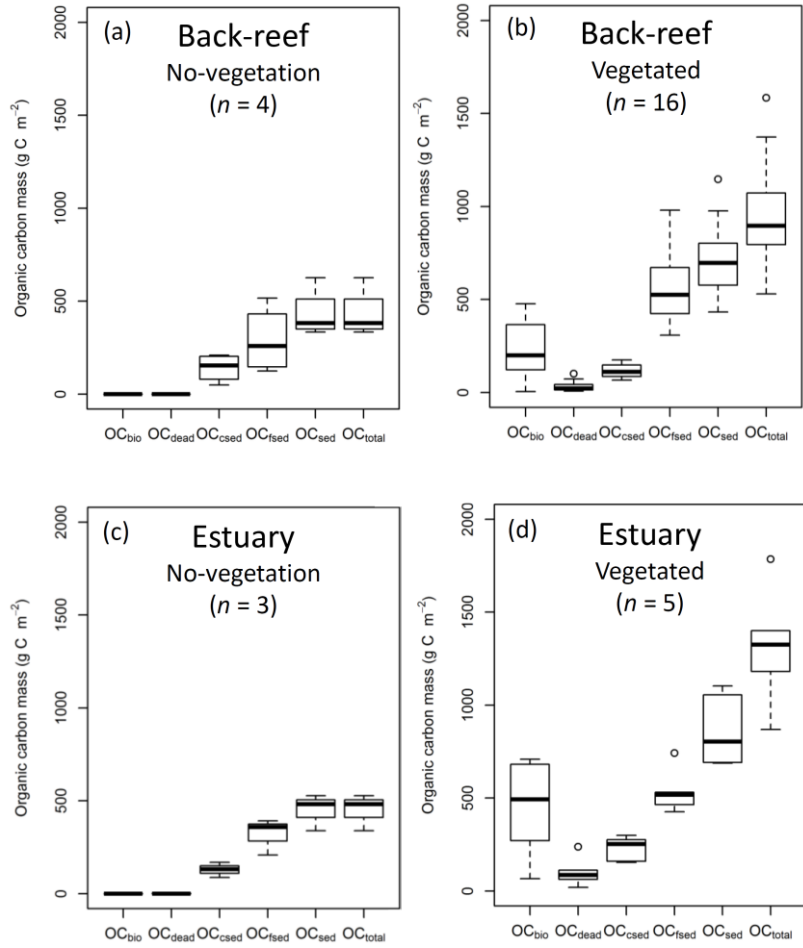 (a) Back-reef
No-vegetation
(n = 4)
Organic carbon mass (g C m⁻²)
2000
1500
1000
500
0
OCbio OCdead OCcsed OCfsed OCsed OCtotal
(b) Back-reef
Vegetated
(n = 16)
Organic carbon mass (g C m⁻²)
2000
1500
1000
500
0
OCbio OCdead OCcsed OCfsed OCsed OCtotal
(c) Estuary
No-vegetation
(n = 3)
Organic carbon mass (g C m⁻²)
2000
1500
1000
500
0
OCbio OCdead OCcsed OCfsed OCsed OCtotal
(d) Estuary
Vegetated
(n = 5)
Organic carbon mass (g C m⁻²)
2000
1500
1000
500
0
OCbio OCdead OCcsed OCfsed OCsed OCtotal